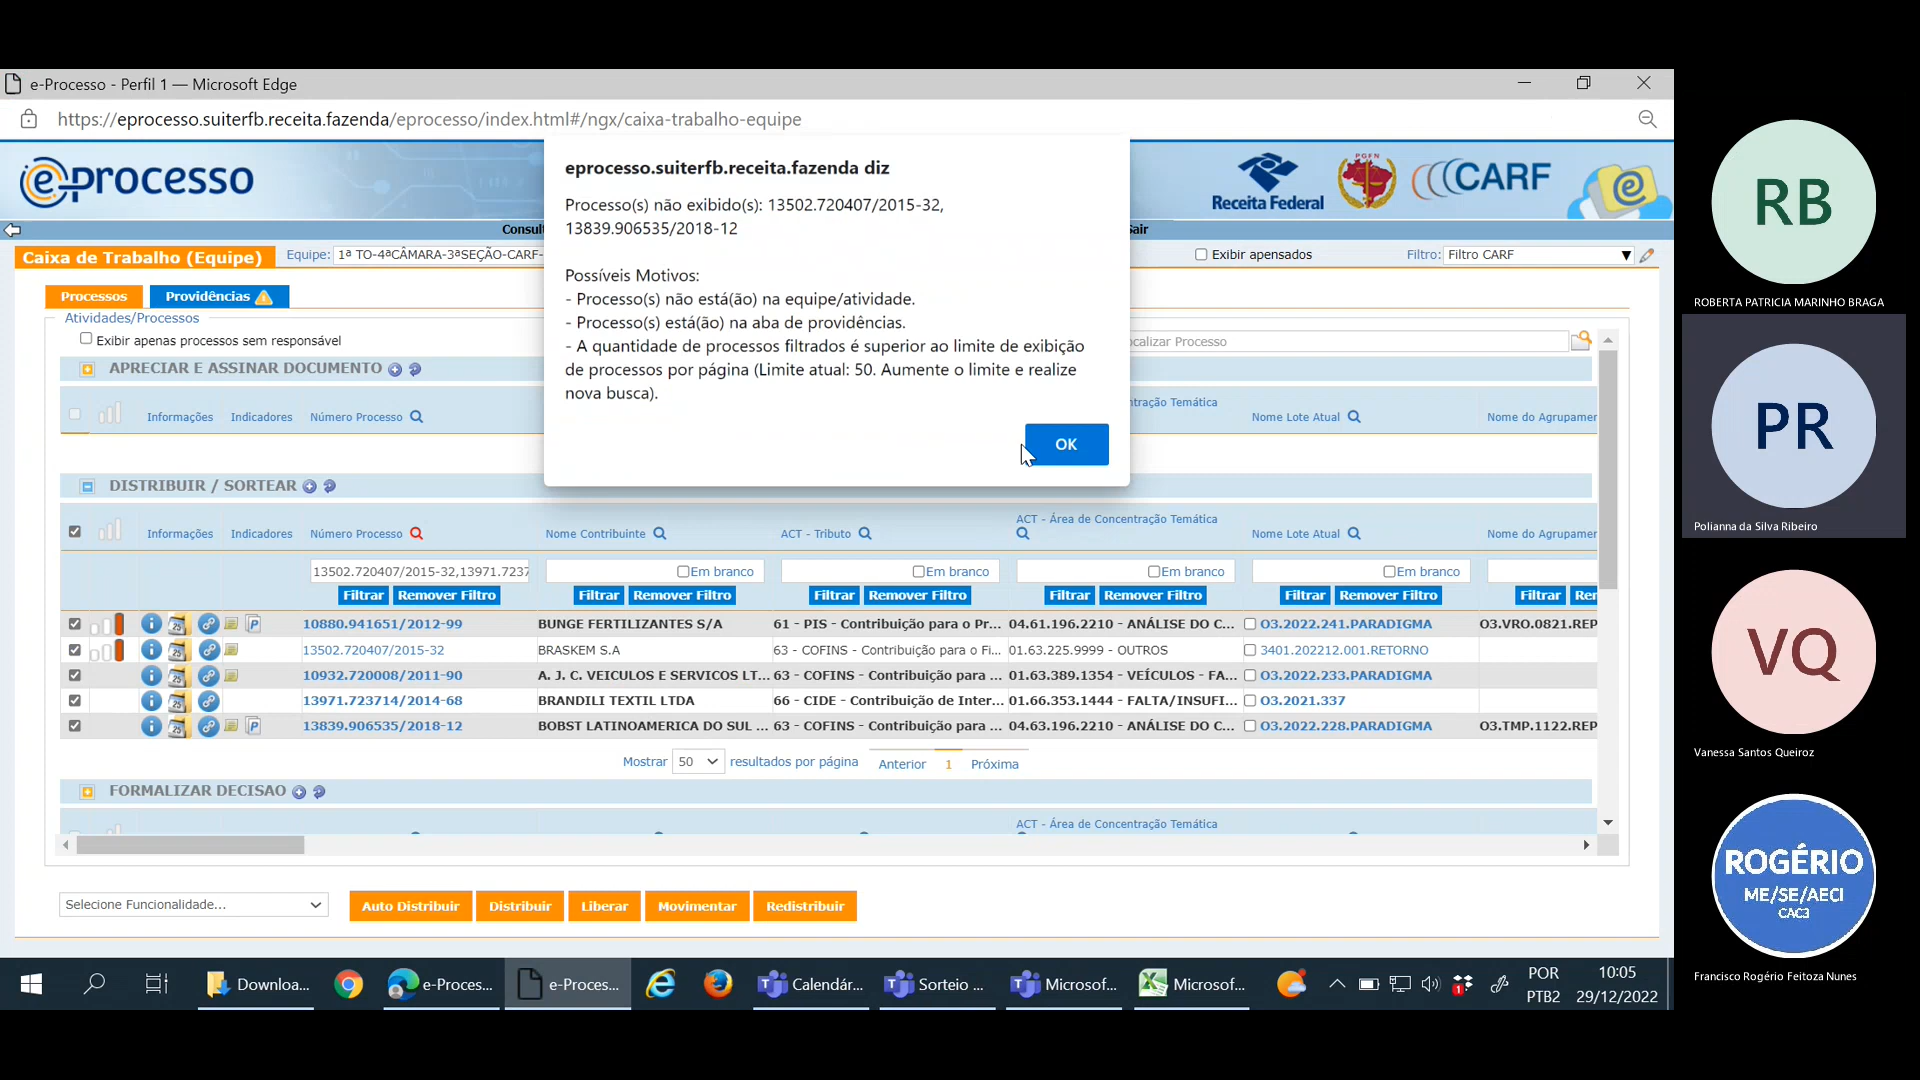 e-Processo - Perfil 1 — Microsoft Edge
https://eprocesso.suiterfb.receita.fazenda/eprocesso/index.html#/ngx/caixa-trabalho-equipe
e-processo
Receita Federal
PGFN
CARF
Consul
air
eprocesso.suiterfb.receita.fazenda diz
Processo(s) não exibido(s): 13502.720407/2015-32,
13839.906535/2018-12
Possíveis Motivos:
- Processo(s) não está(ão) na equipe/atividade.
- Processo(s) está(ão) na aba de providências.
- A quantidade de processos filtrados é superior ao limite de exibição
de processos por página (Limite atual: 50. Aumente o limite e realize
nova busca).
OK
Caixa de Trabalho (Equipe) Equipe: 1ª TO-4ªCÂMARA-3ªSEÇÃO-CARF- Exibir apensados Filtro: Filtro CARF
Processos Providências
Atividades/Processos
Exibir apenas processos sem responsável
ocalizar Processo
APRECIAR E ASSINAR DOCUMENTO
Informações Indicadores Número Processo tração Temática Nome Lote Atual Nome do Agrupamer
DISTRIBUIR / SORTEAR
Informações Indicadores Número Processo Nome Contribuinte ACT - Tributo ACT - Área de Concentração Temática Nome Lote Atual Nome do Agrupamer
13502.720407/2015-32,13971.7237 Em branco Em branco Em branco Em branco
Filtrar Remover Filtro Filtrar Remover Filtro Filtrar Remover Filtro Filtrar Remover Filtro Filtrar Remover Filtro Filtrar Rer
10880.941651/2012-99 BUNGE FERTILIZANTES S/A 61 - PIS - Contribuição para o Pr... 04.61.196.2210 - ANÁLISE DO C... O3.2022.241.PARADIGMA O3.VRO.0821.REP
13502.720407/2015-32 BRASKEM S.A 63 - COFINS - Contribuição para o Fi... 01.63.225.9999 - OUTROS 3401.202212.001.RETORNO
10932.720008/2011-90 A. J. C. VEICULOS E SERVICOS LT... 63 - COFINS - Contribuição para ... 01.63.389.1354 - VEÍCULOS - FA... O3.2022.233.PARADIGMA
13971.723714/2014-68 BRANDILI TEXTIL LTDA 66 - CIDE - Contribuição de Inter... 01.66.353.1444 - FALTA/INSUFI... O3.2021.337
13839.906535/2018-12 BOBST LATINOAMERICA DO SUL ... 63 - COFINS - Contribuição para ... 04.63.196.2210 - ANÁLISE DO C... O3.2022.228.PARADIGMA O3.TMP.1122.REP
Mostrar 50 resultados por página Anterior 1 Próxima
FORMALIZAR DECISAO
ACT - Área de Concentração Temática
Selecione Funcionalidade... Auto Distribuir Distribuir Liberar Movimentar Redistribuir
Downloa... e-Proces... e-Proces... Calendár... Sorteio ... Microsof... Microsof...
POR
PTB2
10:05
29/12/2022
RB
ROBERTA PATRICIA MARINHO BRAGA
PR
Polianna da Silva Ribeiro
VQ
Vanessa Santos Queiroz
ROGÉRIO
ME/SE/AECI
CAC3
Francisco Rogério Feitoza Nunes